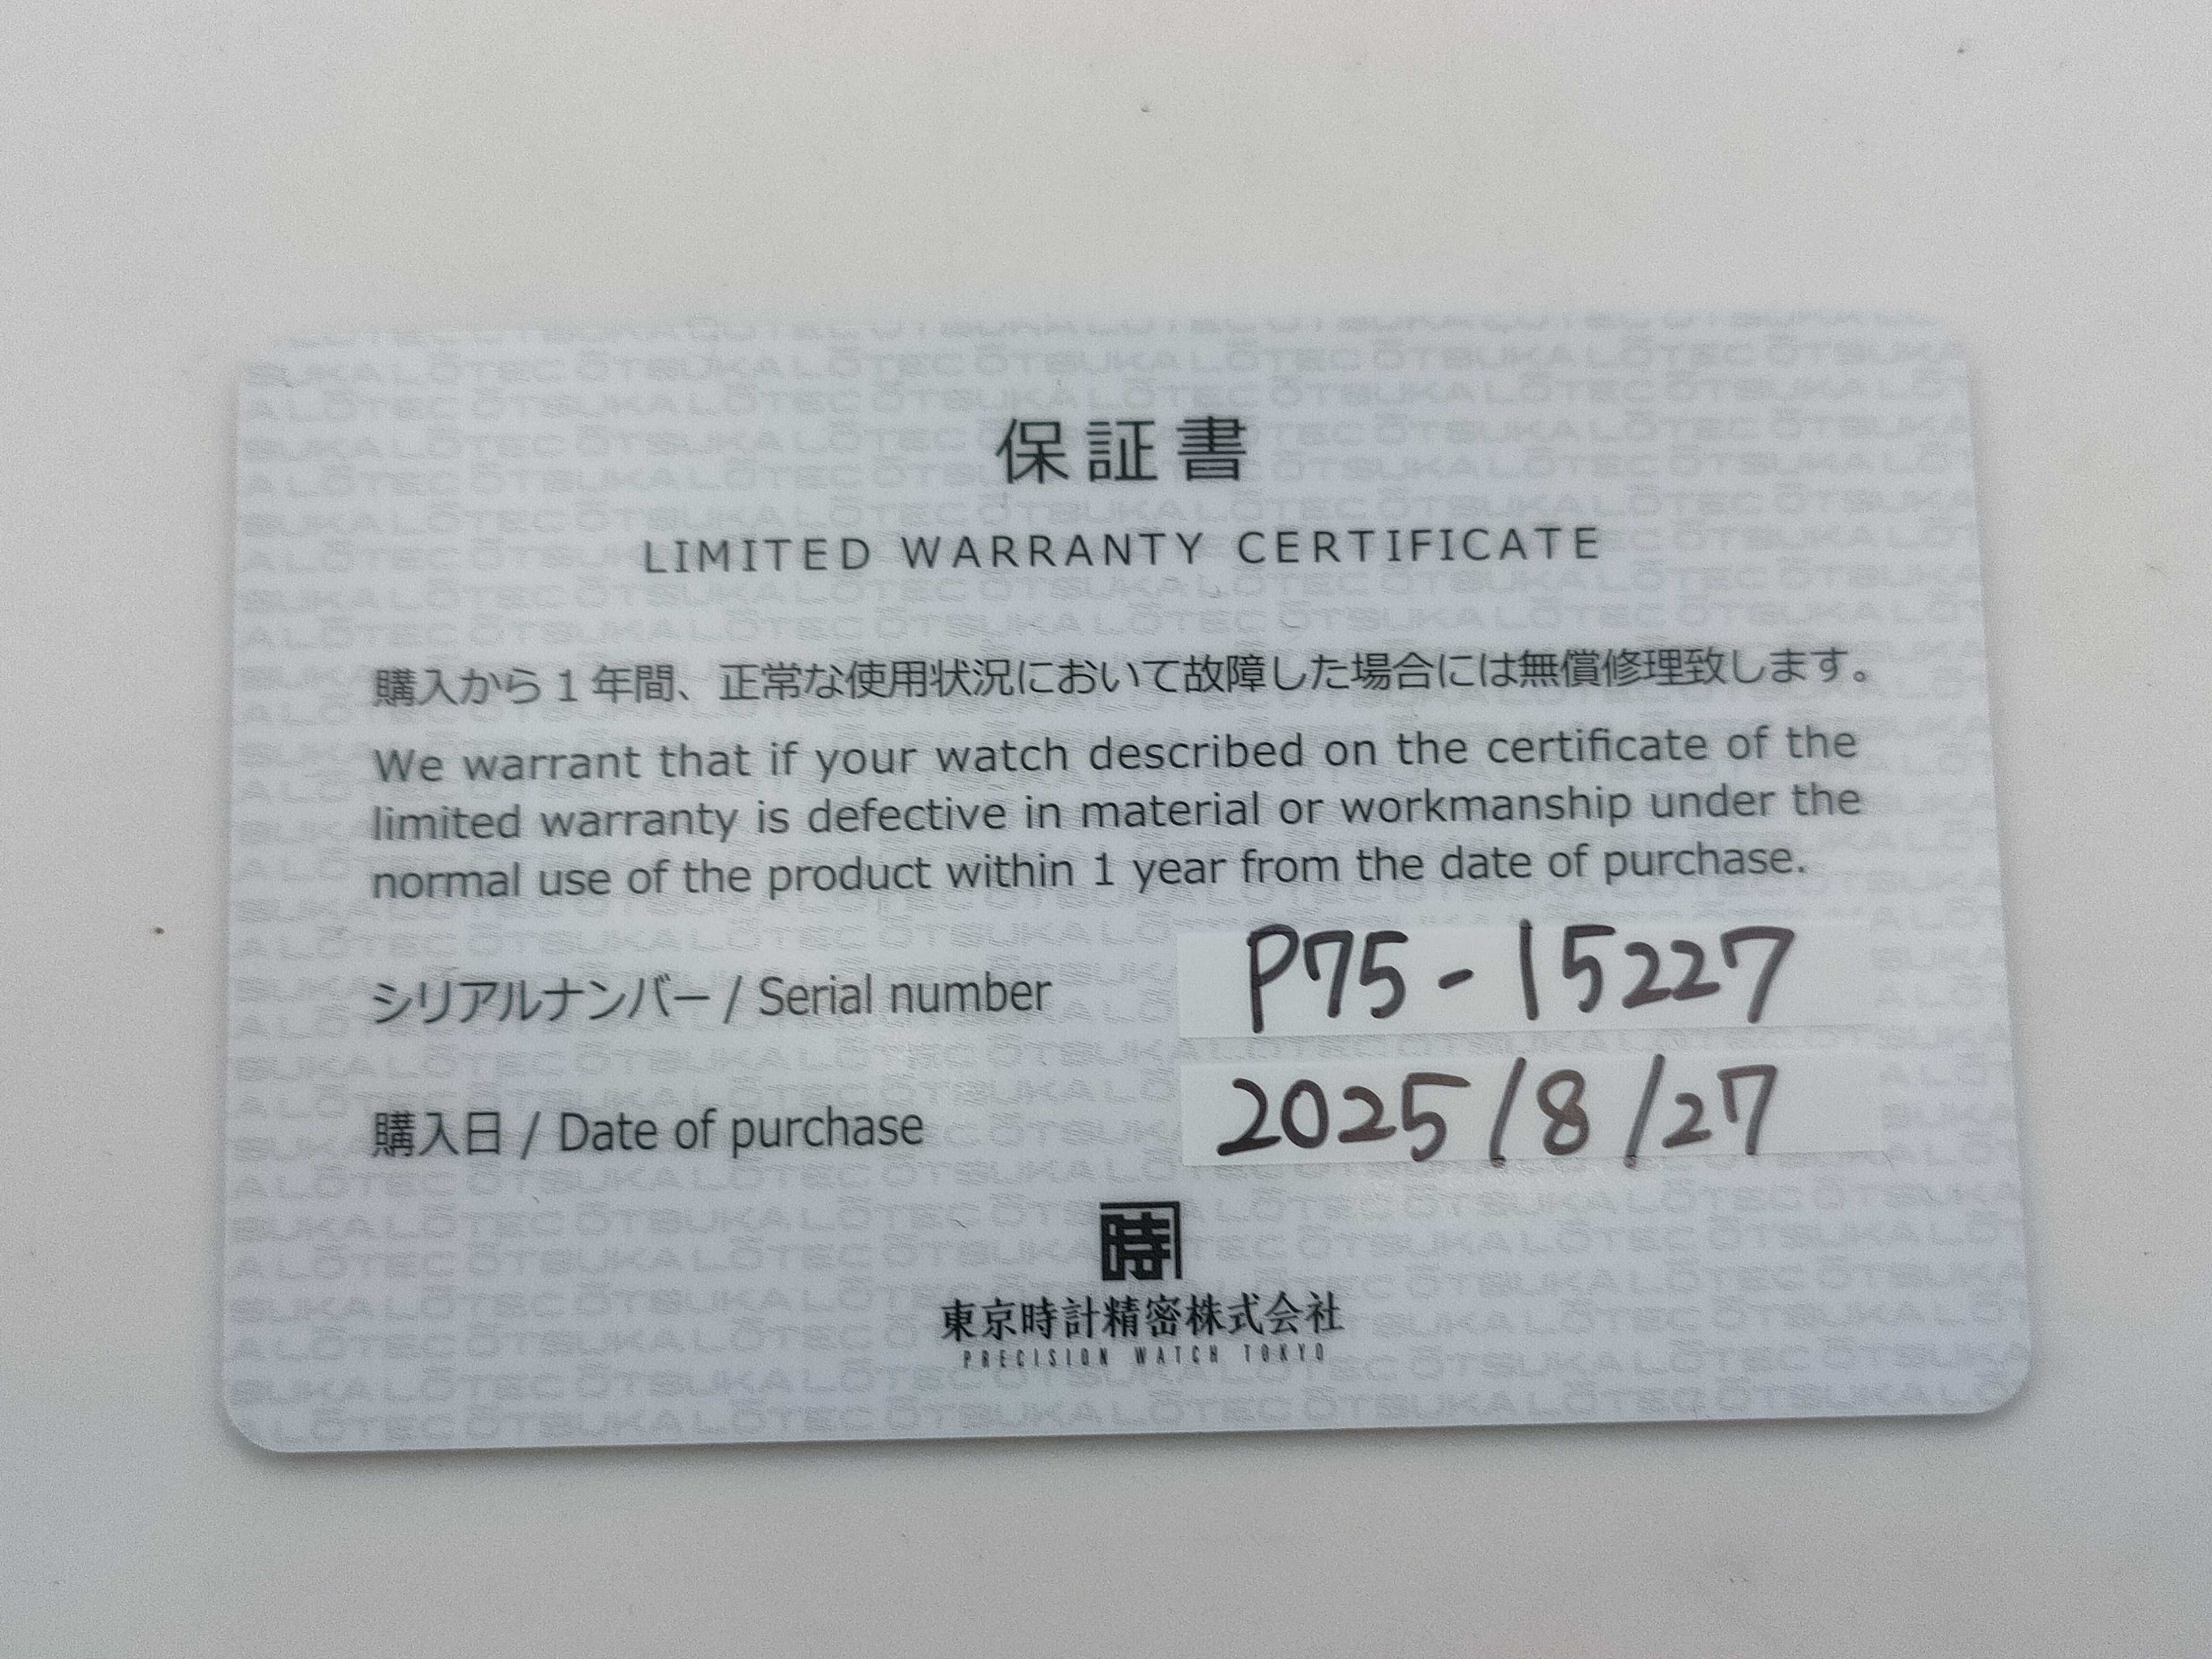 保証書
LIMITED WARRANTY CERTIFICATE
購入から1年間、正常な使用状況において故障した場合には無償修理致します。
We warrant that if your watch described on the certificate of the
limited warranty is defective in material or workmanship under the
normal use of the product within 1 year from the date of purchase.
シリアルナンバー / Serial number P75-15227
購入日 / Date of purchase 2025/8/27
時
東京時計精密株式会社
PRECISION WATCH TOKYO